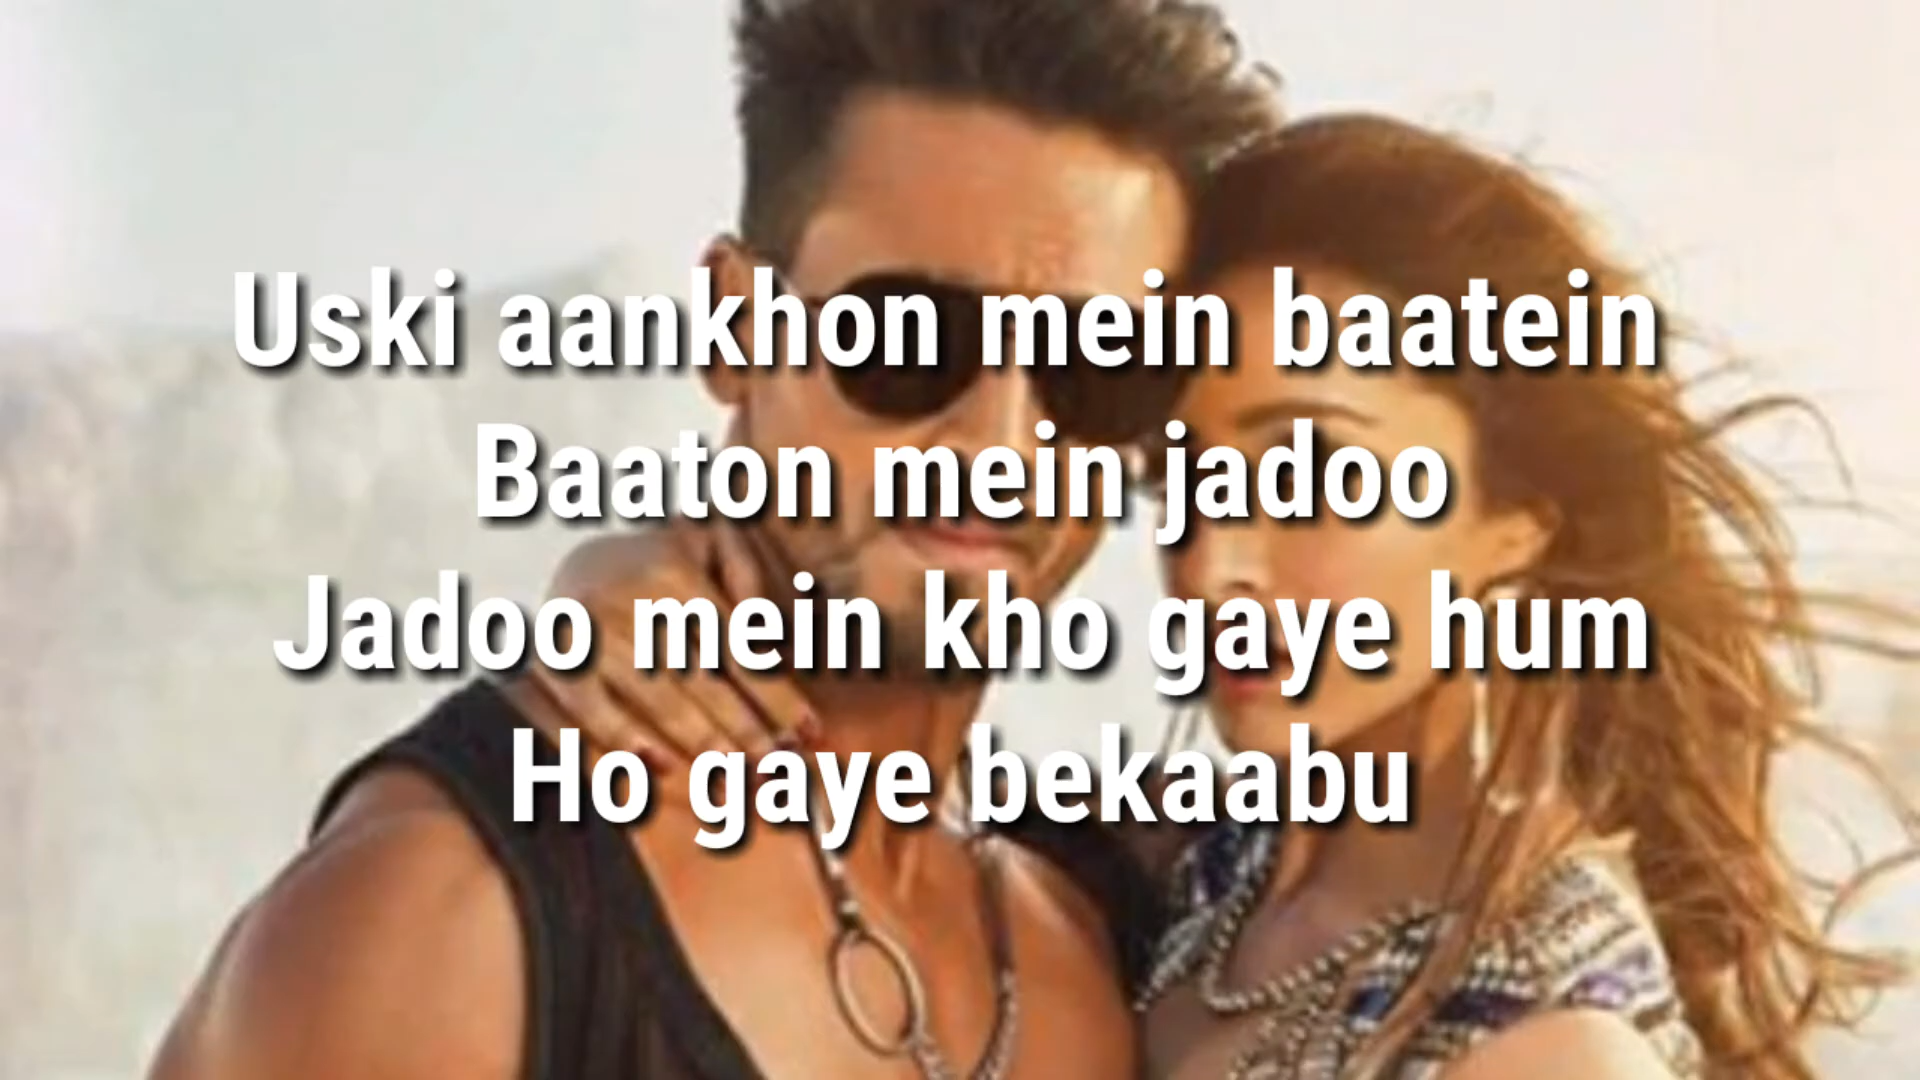 Uski aankhon mein baatein
Baaton mein jadoo
Jadoo mein kho gaye hum
Ho gaye bekaabu